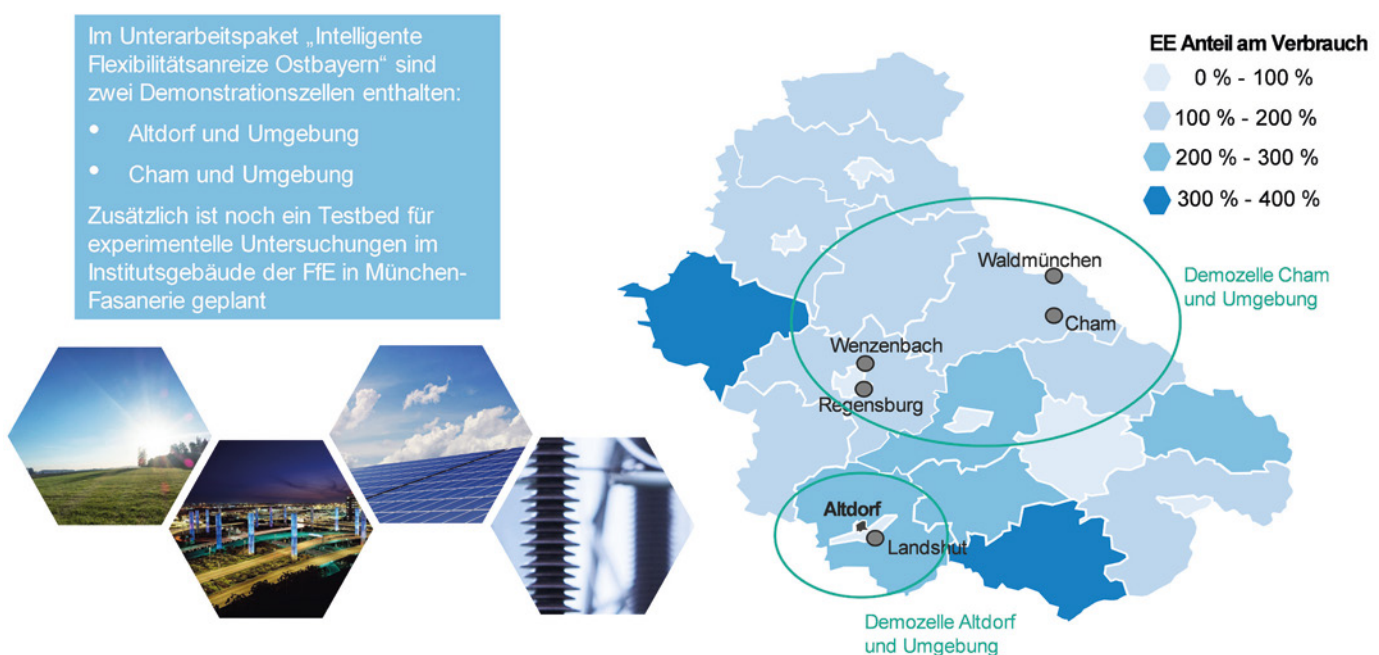 Im Unterarbeitspaket „Intelligente
Flexibilitätsanreize Ostbayern“ sind
zwei Demonstrationszellen enthalten:
• Altdorf und Umgebung
• Cham und Umgebung
Zusätzlich ist noch ein Testbed für
experimentelle Untersuchungen im
Institutsgebäude der FfE in München-
Fasanerie geplant
EE Anteil am Verbrauch
0 % - 100 %
100 % - 200 %
200 % - 300 %
300 % - 400 %
Waldmünchen
Cham
Wenzenbach
Regensburg
Demozelle Cham
und Umgebung
Altdorf
Landshut
Demozelle Altdorf
und Umgebung